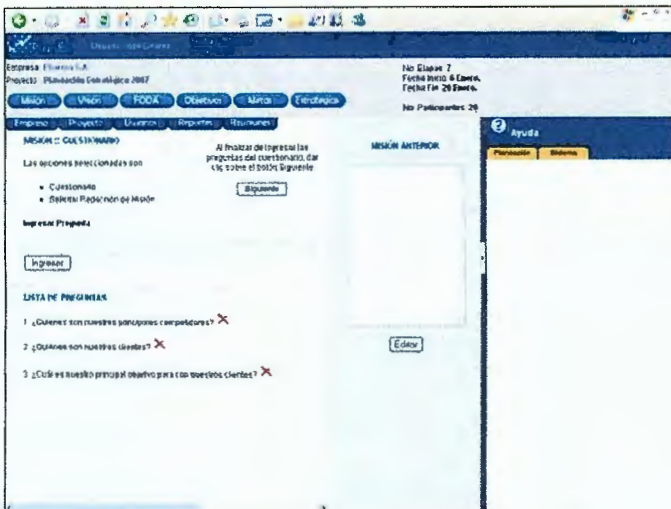 Empresa Pharma S.A.
Proyecto Planeación Estratégica 2007
No Etapas 7
Fecha Inicio 6 Enero,
Fecha Fin 20 Enero,
No Participantes 20
Misión Visión FODA Objetivos Metas Estrategica
Empresa Proyecto Usuarios Reportes Reuniones
MISIÓN :: CUESTIONARIO
Las opciones seleccionadas son
• Cuestionario
• Solicitar Redacción de Misión
Al finalizar de ingresar las
preguntas del cuestionario, dar
clic sobre el botón Siguiente
Siguiente
Ingresar Pregunta
Ingresar
LISTA DE PREGUNTAS
1 ¿Quienes son nuestros principales competidores?
2 ¿Quiénes son nuestros clientes?
3 ¿Cuál es nuestro principal objetivo para con nuestros clientes?
MISIÓN ANTERIOR
Editar
Ayuda
Planeación Sistema